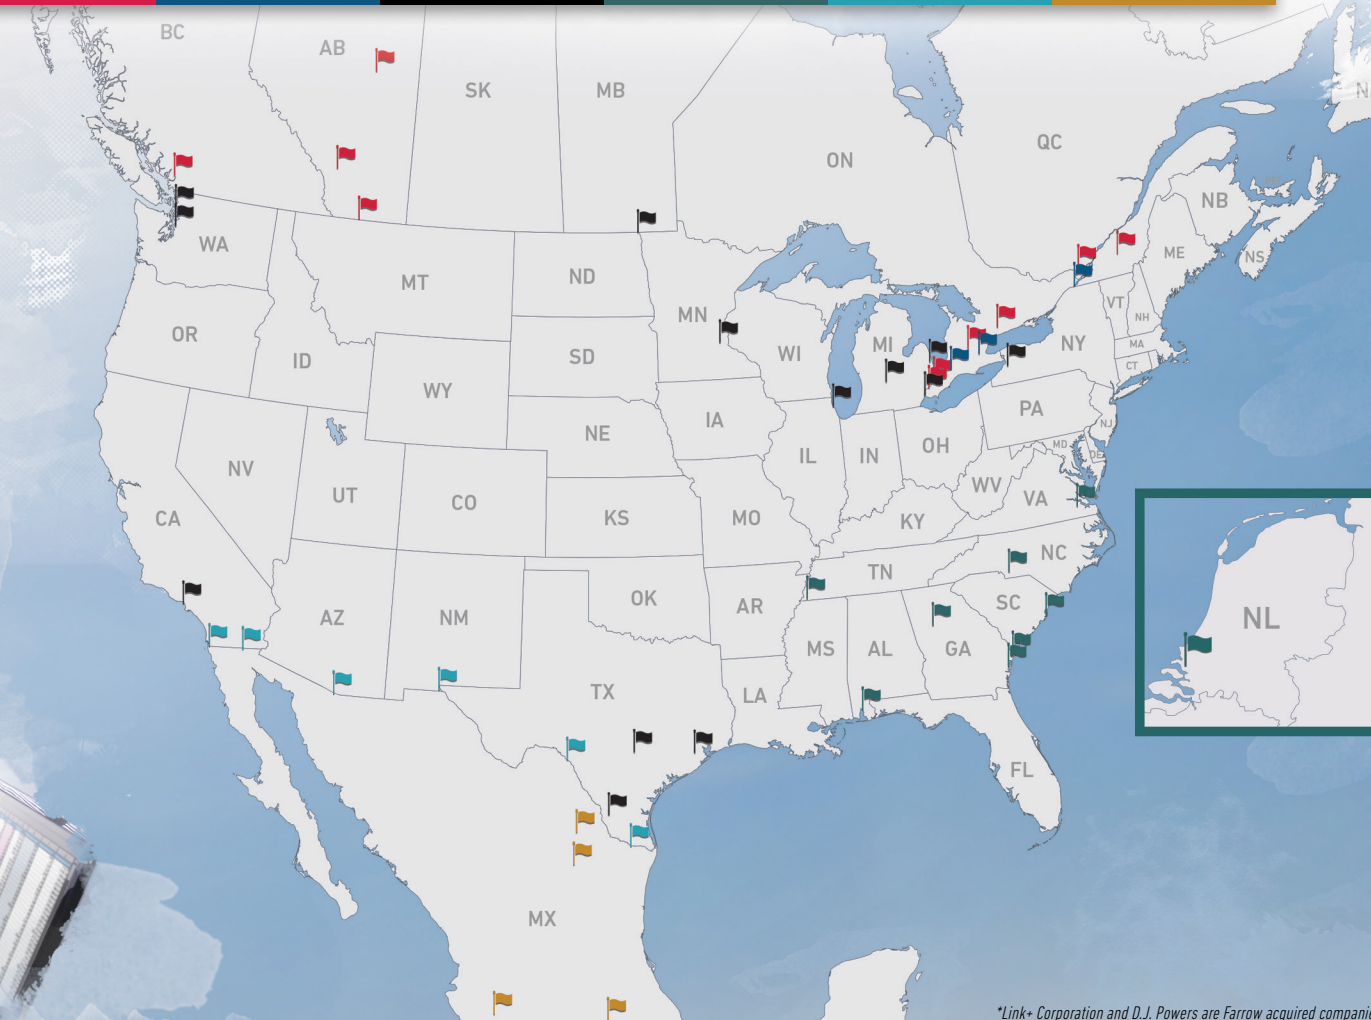 BC
AB
SK
MB
ON
QC
N
NB
NS
ME
WA
MT
ND
MN
OR
ID
WY
SD
WI
MI
NY
VT
NH
MA
CT
NV
UT
CO
NE
IA
IL
IN
OH
PA
NJ
MD
DE
WV
VA
CA
KS
MO
KY
AZ
NM
OK
AR
TN
NC
SC
MS
AL
GA
NL
TX
LA
FL
MX
*Link+ Corporation and D.J. Powers are Farrow acquired compani